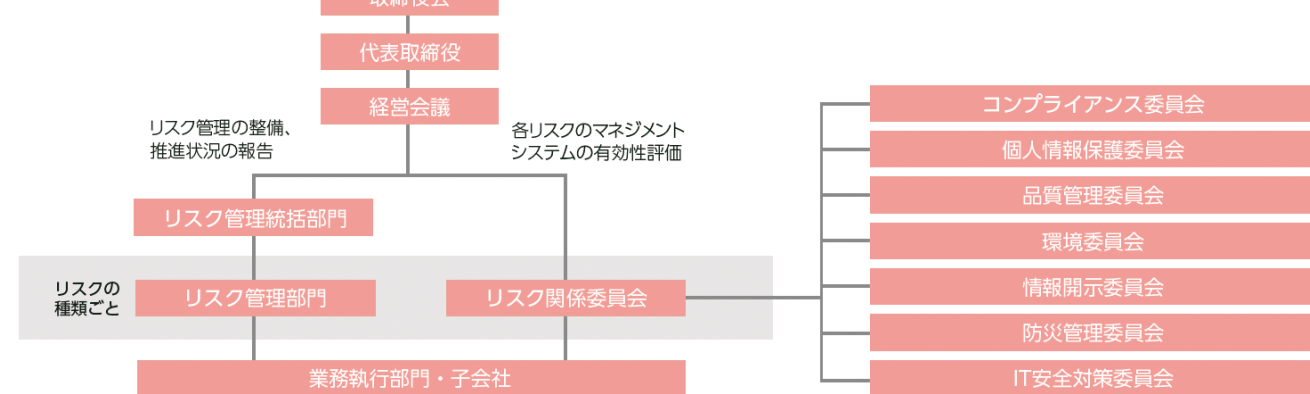 取締役会
代表取締役
経営会議
リスク管理の整備、
推進状況の報告
各リスクのマネジメント
システムの有効性評価
リスク管理統括部門
リスクの
種類ごと
リスク管理部門
リスク関係委員会
業務執行部門・子会社
コンプライアンス委員会
個人情報保護委員会
品質管理委員会
環境委員会
情報開示委員会
防災管理委員会
IT安全対策委員会